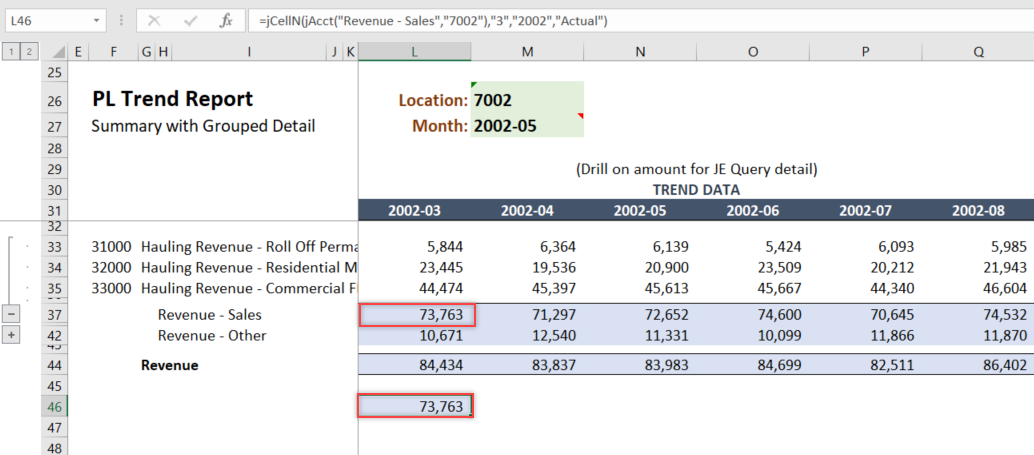 L46 fx =jCellN(jAcct("Revenue - Sales","7002"),"3","2002","Actual")
1 2 E F G H I J K L M N O P Q
25
26 PL Trend Report Location: 7002
27 Summary with Grouped Detail Month: 2002-05
28
29 (Drill on amount for JE Query detail)
30 TREND DATA
31 2002-03 2002-04 2002-05 2002-06 2002-07 2002-08
32
33 31000 Hauling Revenue - Roll Off Perma 5,844 6,364 6,139 5,424 6,093 5,985
34 32000 Hauling Revenue - Residential M 23,445 19,536 20,900 23,509 20,212 21,943
35 33000 Hauling Revenue - Commercial F 44,474 45,397 45,613 45,667 44,340 46,604
37 Revenue - Sales 73,763 71,297 72,652 74,600 70,645 74,532
42 Revenue - Other 10,671 12,540 11,331 10,099 11,866 11,870
44 Revenue 84,434 83,837 83,983 84,699 82,511 86,402
45
46 73,763
47
48